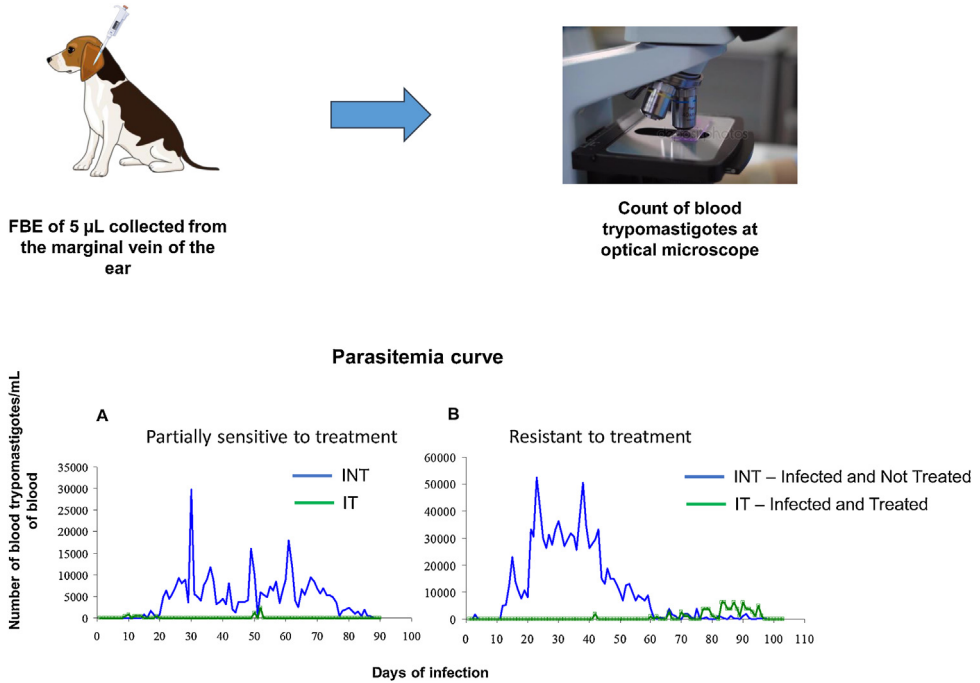 FBE of 5 µL collected from
the marginal vein of the
ear
Count of blood
trypomastigotes at
optical microscope
Parasitemia curve
Number of blood trypomastigotes/mL
of blood
A
Partially sensitive to treatment
INT
IT
35000
30000
25000
20000
15000
10000
5000
0
0 10 20 30 40 50 60 70 80 90 100
B
Resistant to treatment
INT – Infected and Not Treated
IT – Infected and Treated
60000
50000
40000
30000
20000
10000
0
0 10 20 30 40 50 60 70 80 90 100 110
Days of infection